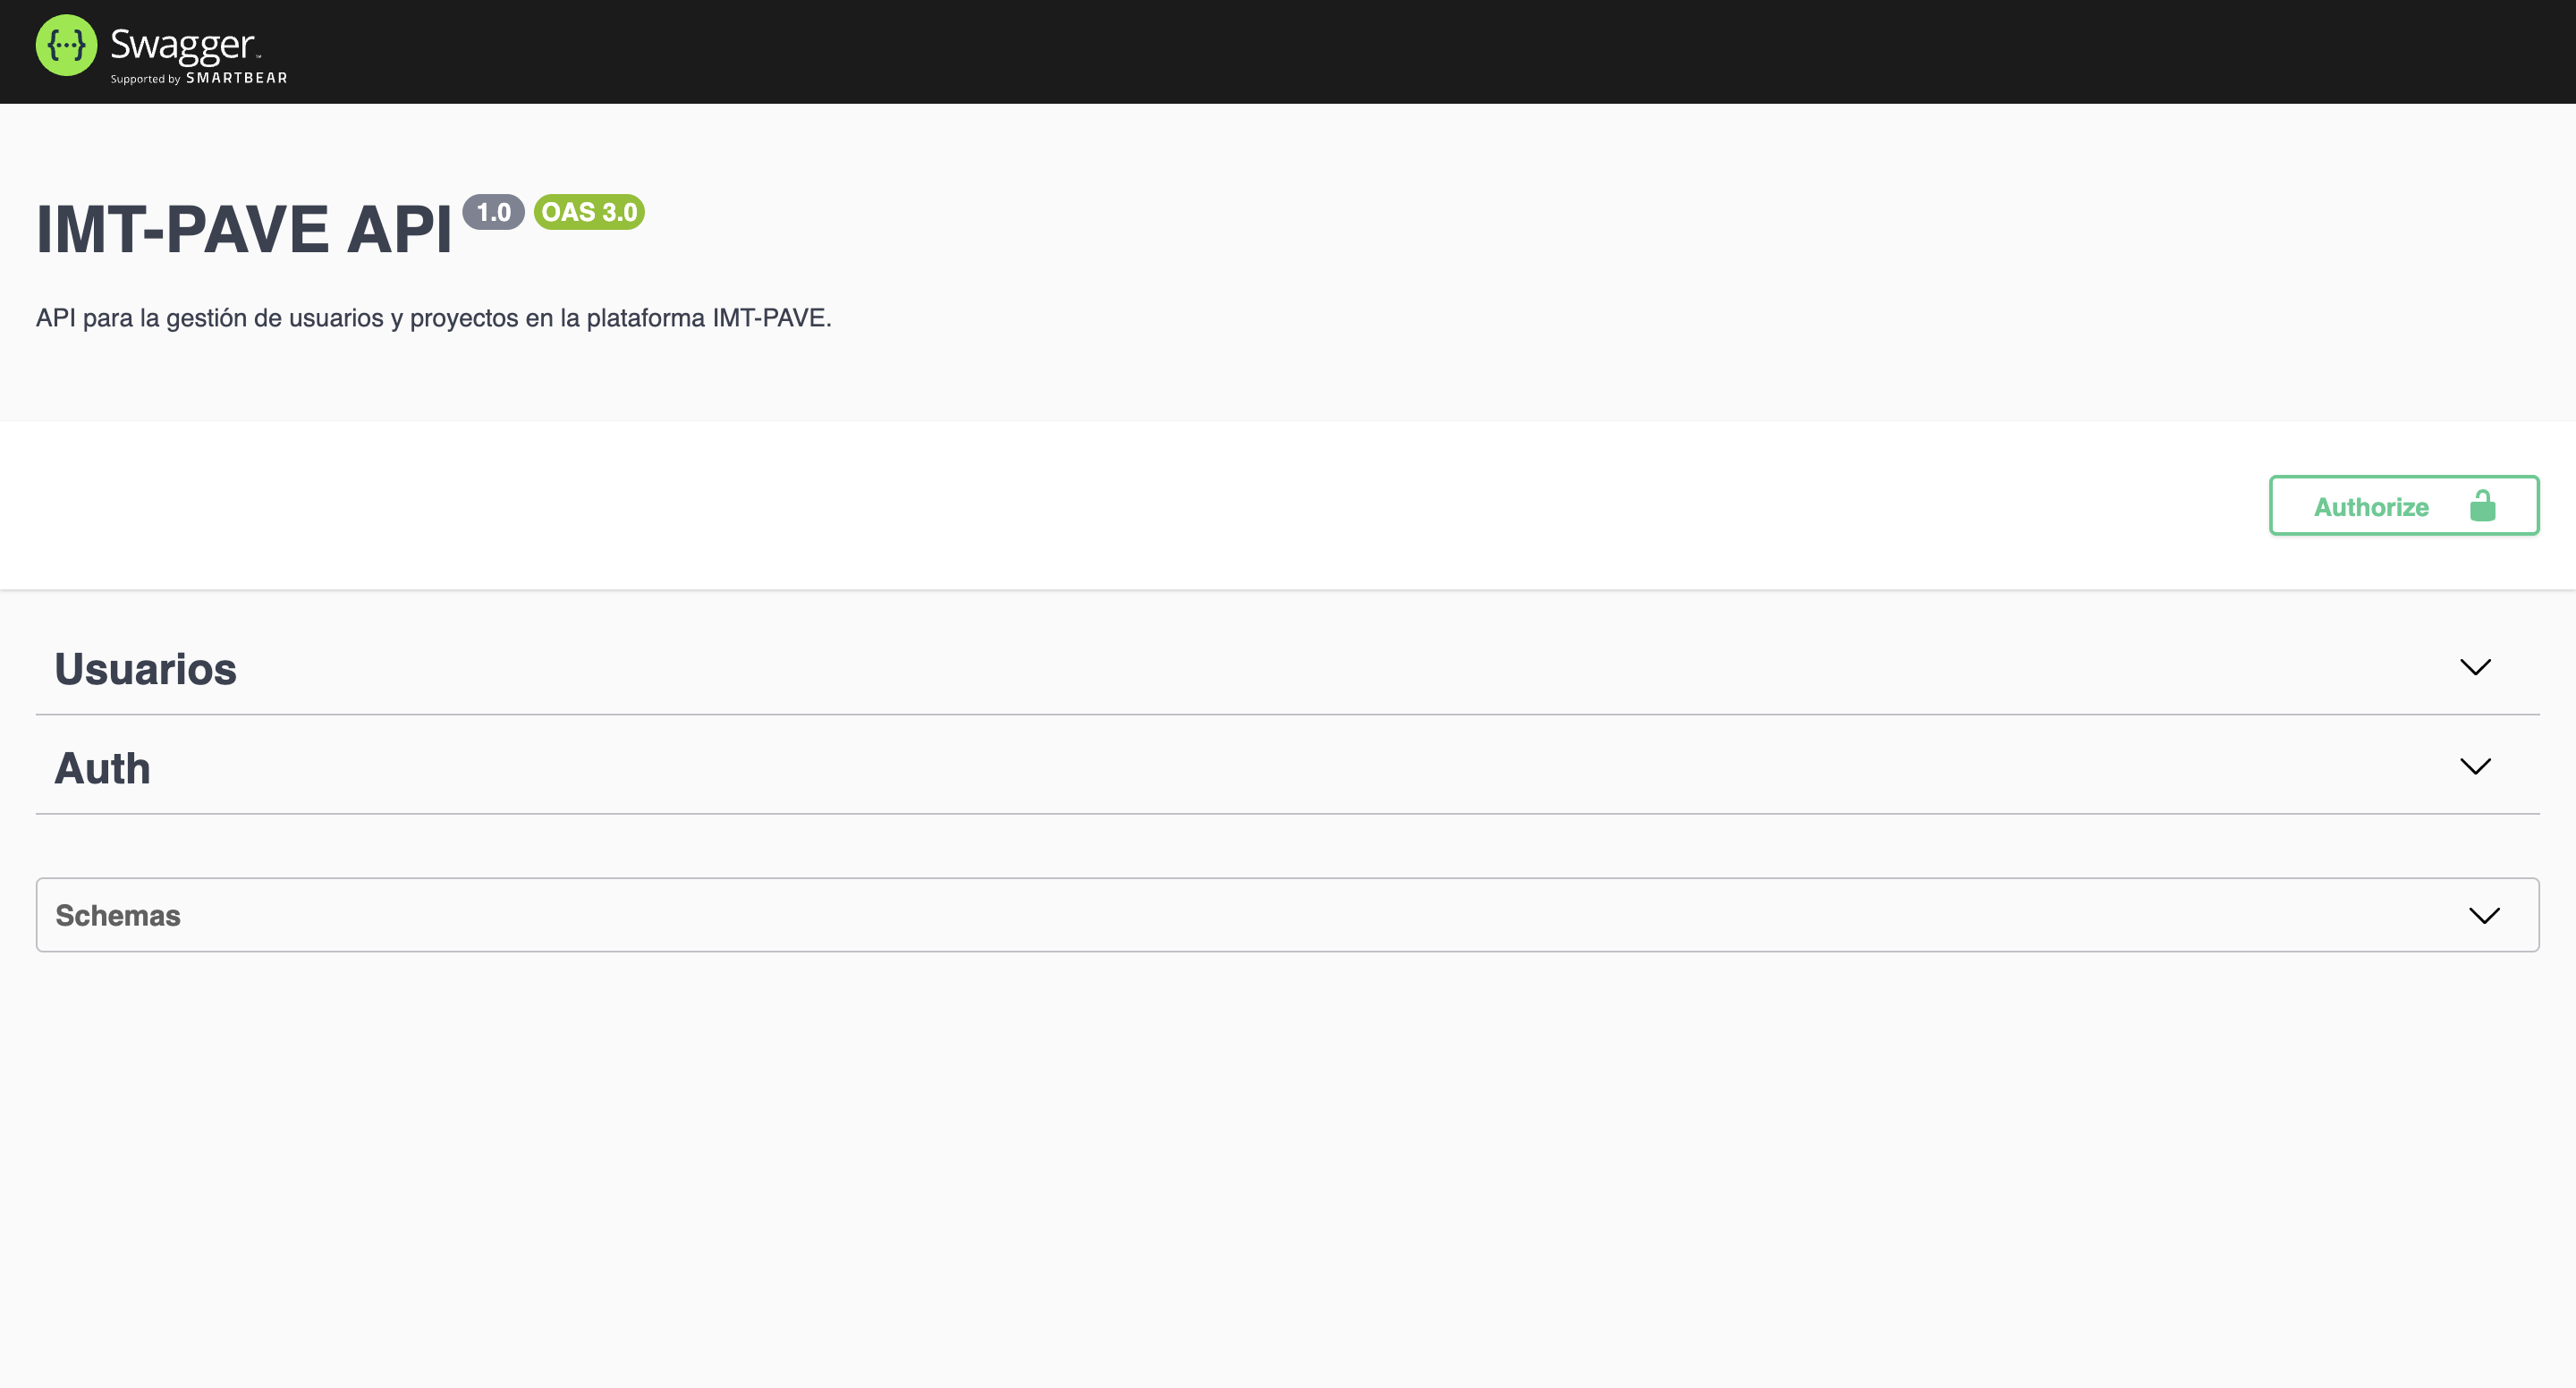 Swagger
Supported by SMARTBEAR
IMT-PAVE API 1.0 OAS 3.0
API para la gestión de usuarios y proyectos en la plataforma IMT-PAVE.
Authorize
Usuarios
Auth
Schemas